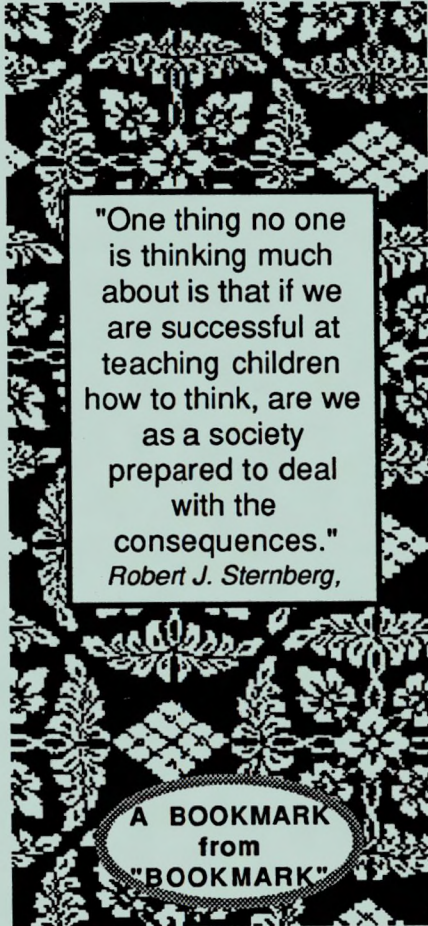 "One thing no one
is thinking much
about is that if we
are successful at
teaching children
how to think, are we
as a society
prepared to deal
with the
consequences."
Robert J. Sternberg,
A BOOKMARK
from
"BOOKMARK"